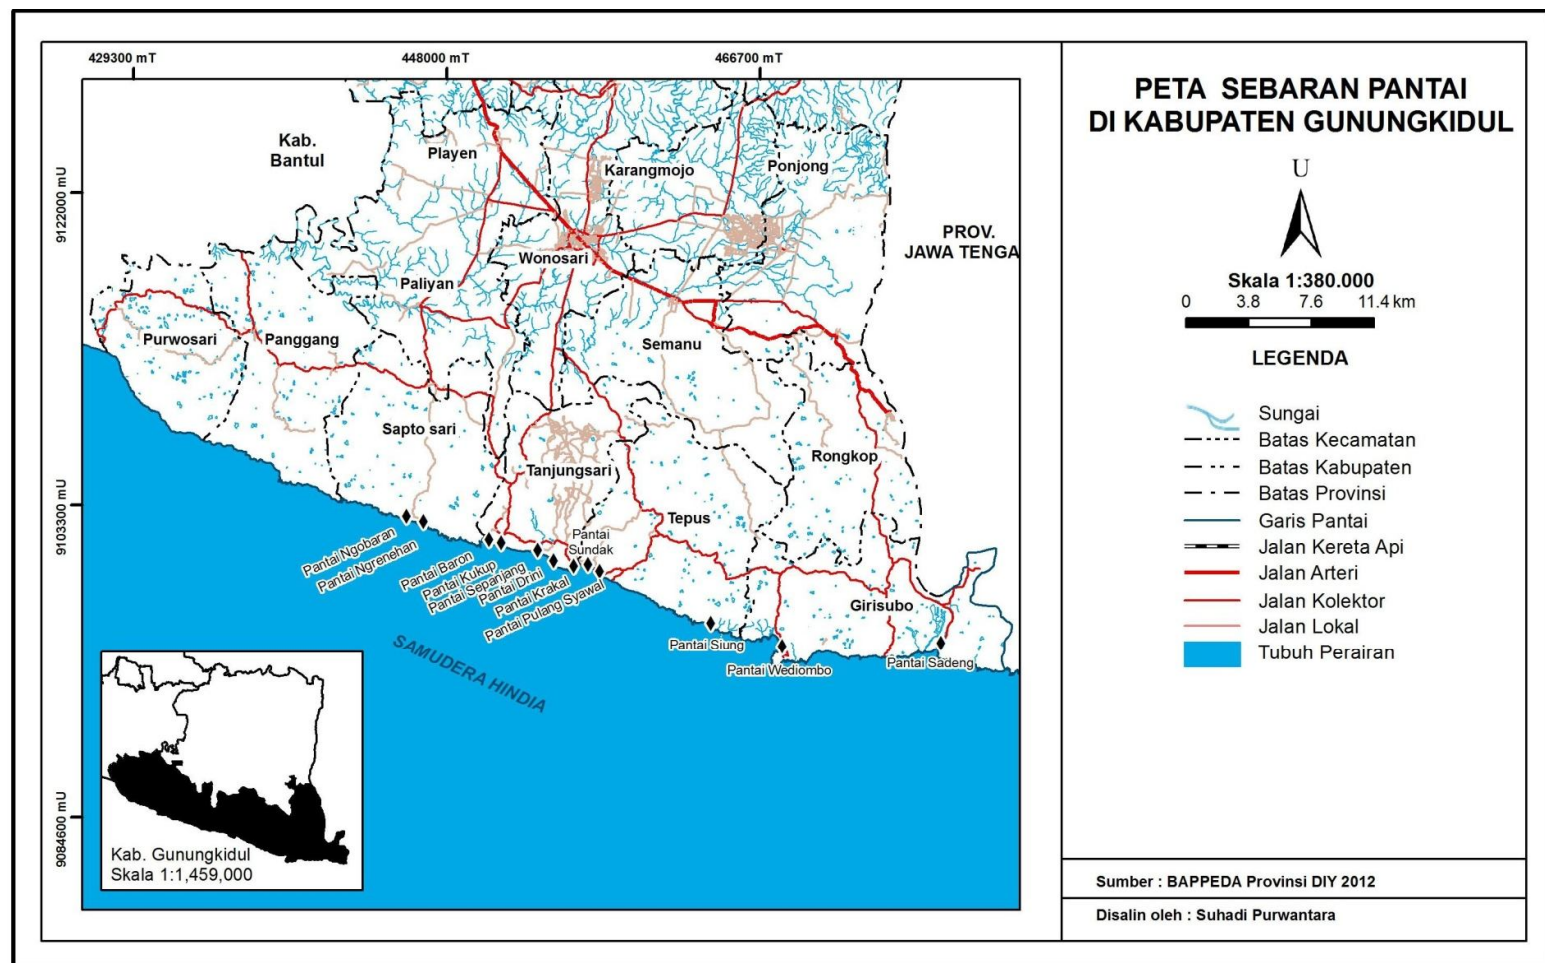 429300 mT
448000 mT
466700 mT
9122000 mU
9103300 mU
9084600 mU
Kab.
Bantul
Playen
Karangmojo
Ponjong
PROV.
JAWA TENGA
Wonosari
Paliyan
Purwosari
Panggang
Semanu
Sapto sari
Tanjungsari
Rongkop
Tepus
Girisubo
Pantai
Sundak
Pantai Ngobaran
Pantai Ngrenehan
Pantai Baron
Pantai Kukup
Pantai Sepanjang
Pantai Drini
Pantai Krakal
Pantai Pulang Syawal
Pantai Siung
Pantai Wediombo
Pantai Sadeng
SAMUDERA HINDIA
Kab. Gunungkidul
Skala 1:1,459,000
PETA SEBARAN PANTAI
DI KABUPATEN GUNUNGKIDUL
U
Skala 1:380.000
0 3.8 7.6 11.4 km
LEGENDA
Sungai
Batas Kecamatan
Batas Kabupaten
Batas Provinsi
Garis Pantai
Jalan Kereta Api
Jalan Arteri
Jalan Kolektor
Jalan Lokal
Tubuh Perairan
Sumber : BAPPEDA Provinsi DIY 2012
Disalin oleh : Suhadi Purwantara